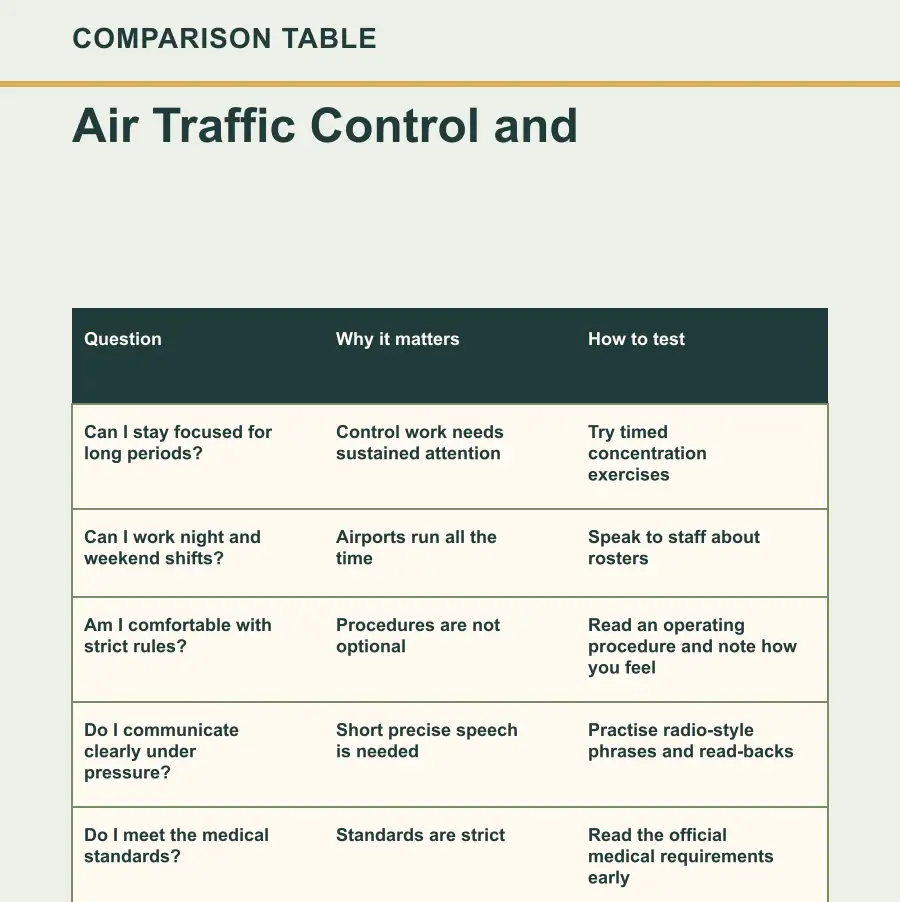 COMPARISON TABLE
Air Traffic Control and
Question
Why it matters
How to test
Can I stay focused for
long periods?
Control work needs
sustained attention
Try timed
concentration
exercises
Can I work night and
weekend shifts?
Airports run all the
time
Speak to staff about
rosters
Am I comfortable with
strict rules?
Procedures are not
optional
Read an operating
procedure and note how
you feel
Do I communicate
clearly under
pressure?
Short precise speech
is needed
Practise radio-style
phrases and read-backs
Do I meet the medical
standards?
Standards are strict
Read the official
medical requirements
early